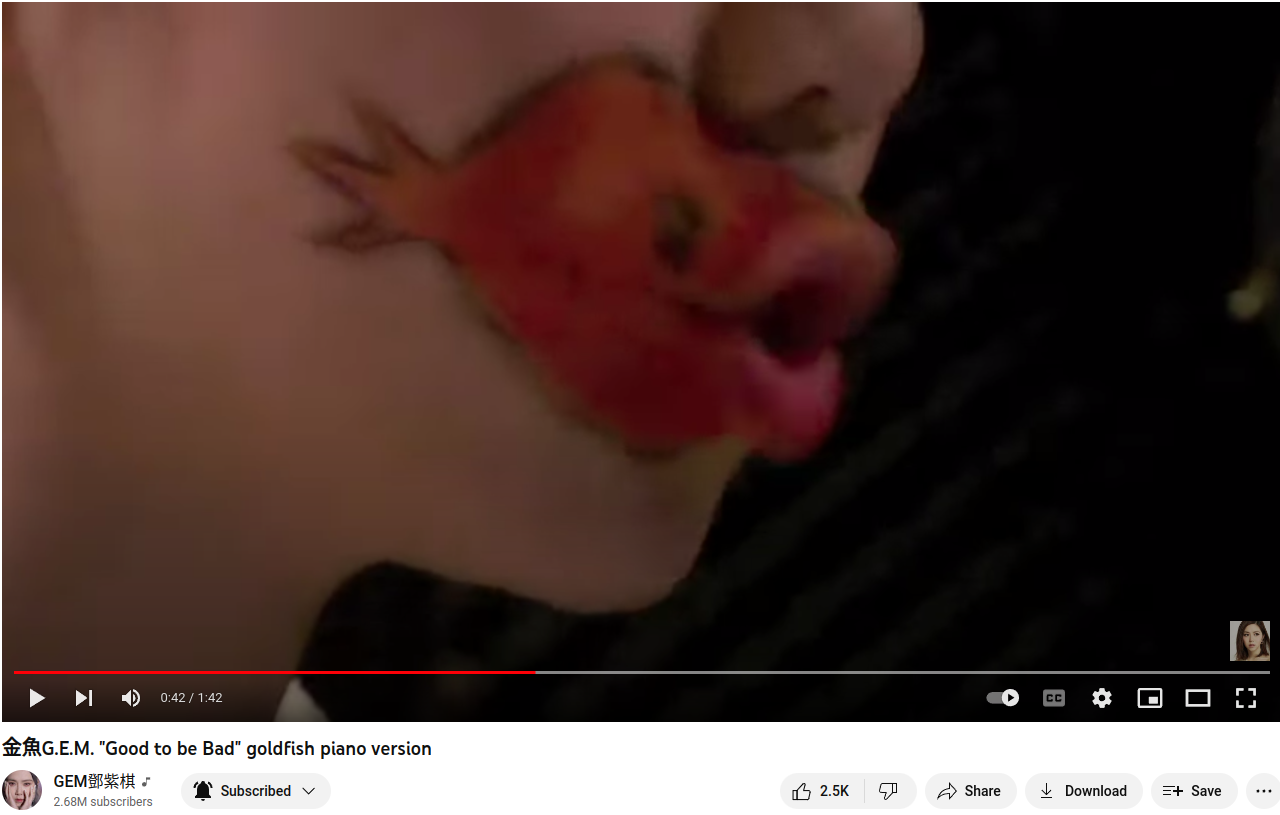 CC
0:42 / 1:42
金魚G.E.M. "Good to be Bad" goldfish piano version
GEM鄧紫棋
2.68M subscribers
Subscribed
2.5K
Share
Download
Save